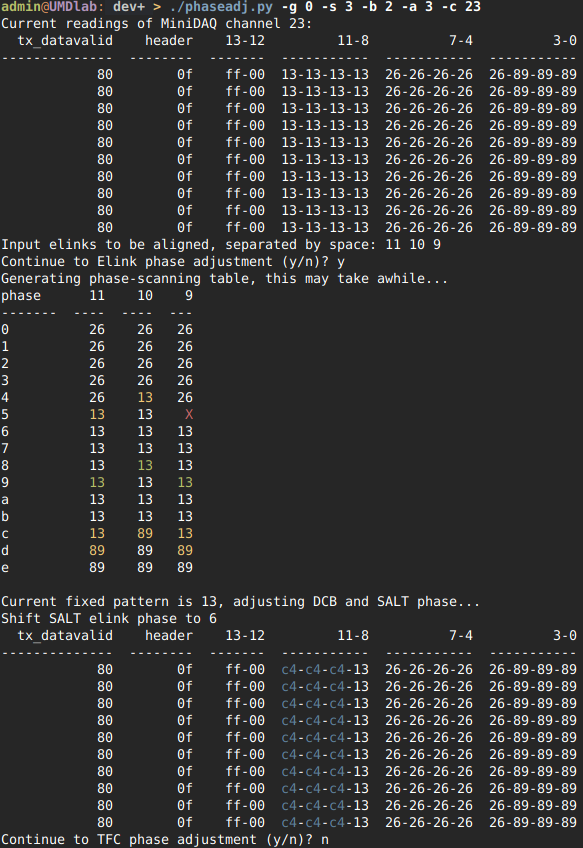 admin@UMDlab: dev+ > ./phaseadj.py -g 0 -s 3 -b 2 -a 3 -c 23
Current readings of MiniDAQ channel 23:
tx_datavalid header 13-12 11-8 7-4 3-0
-------------- -------- ------- ----------- ----------- -----------
80 0f ff-00 13-13-13-13 26-26-26-26 26-89-89-89
80 0f ff-00 13-13-13-13 26-26-26-26 26-89-89-89
80 0f ff-00 13-13-13-13 26-26-26-26 26-89-89-89
80 0f ff-00 13-13-13-13 26-26-26-26 26-89-89-89
80 0f ff-00 13-13-13-13 26-26-26-26 26-89-89-89
80 0f ff-00 13-13-13-13 26-26-26-26 26-89-89-89
80 0f ff-00 13-13-13-13 26-26-26-26 26-89-89-89
80 0f ff-00 13-13-13-13 26-26-26-26 26-89-89-89
80 0f ff-00 13-13-13-13 26-26-26-26 26-89-89-89
80 0f ff-00 13-13-13-13 26-26-26-26 26-89-89-89
Input elinks to be aligned, separated by space: 11 10 9
Continue to Elink phase adjustment (y/n)? y
Generating phase-scanning table, this may take awhile...
phase 11 10 9
------- ---- ---- ---
0 26 26 26
1 26 26 26
2 26 26 26
3 26 26 26
4 26 13 26
5 13 13 X
6 13 13 13
7 13 13 13
8 13 13 13
9 13 13 13
a 13 13 13
b 13 13 13
c 13 89 13
d 89 89 89
e 89 89 89
Current fixed pattern is 13, adjusting DCB and SALT phase...
Shift SALT elink phase to 6
tx_datavalid header 13-12 11-8 7-4 3-0
-------------- -------- ------- ----------- ----------- -----------
80 0f ff-00 c4-c4-c4-13 26-26-26-26 26-89-89-89
80 0f ff-00 c4-c4-c4-13 26-26-26-26 26-89-89-89
80 0f ff-00 c4-c4-c4-13 26-26-26-26 26-89-89-89
80 0f ff-00 c4-c4-c4-13 26-26-26-26 26-89-89-89
80 0f ff-00 c4-c4-c4-13 26-26-26-26 26-89-89-89
80 0f ff-00 c4-c4-c4-13 26-26-26-26 26-89-89-89
80 0f ff-00 c4-c4-c4-13 26-26-26-26 26-89-89-89
80 0f ff-00 c4-c4-c4-13 26-26-26-26 26-89-89-89
80 0f ff-00 c4-c4-c4-13 26-26-26-26 26-89-89-89
80 0f ff-00 c4-c4-c4-13 26-26-26-26 26-89-89-89
Continue to TFC phase adjustment (y/n)? n